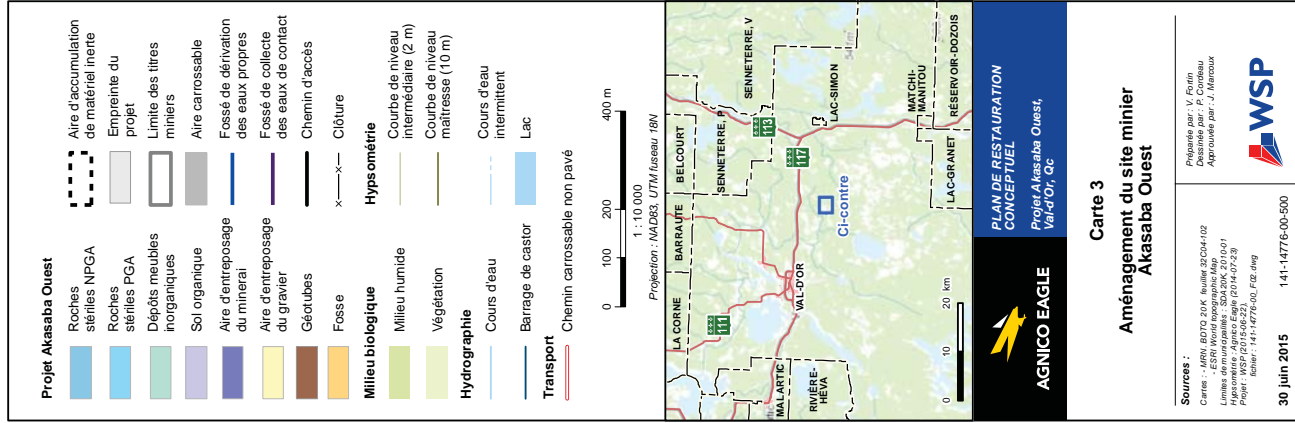 Projet Akasaba Ouest
Roches
stériles NPGA
Roches
stériles PGA
Dépôts meubles
inorganiques
Sol organique
Aire d'entreposage
du minerai
Aire d'entreposage
du gravier
Géotubes
Fosse
Aire d'accumulation
de matériel inerte
Empreinte du
projet
Limite des titres
miniers
Aire carrossable
Fossé de dérivation
des eaux propres
Fossé de collecte
des eaux de contact
Chemin d'accès
Clôture
Milieu biologique
Milieu humide
Végétation
Hypsométrie
Courbe de niveau
intermédiaire (2 m)
Courbe de niveau
maîtresse (10 m)
Hydrographie
Cours d'eau
Barrage de castor
Cours d'eau
intermittent
Lac
Transport
Chemin carrossable non pavé
0 100 200 400 m
1 : 10 000
Projection : NAD83, UTM fuseau 18N
LA CORNE
BARRAUTE
BELCOURT
SENNETERRE, P
SENNETERRE, V
111
113
117
VAL-D'OR
MALARTIC
RIVIÈRE-
HÉVA
LAC-SIMON
MATCHI-
MANITOU
LAC-GRANET
RÉSERVOIR-DOZOIS
Ci-contre
0 10 20 km
AGNICO EAGLE
PLAN DE RESTAURATION
CONCEPTUEL
Projet Akasaba Ouest,
Val-d'Or, Qc
Carte 3
Aménagement du site minier
Akasaba Ouest
Sources :
Cartes : - MRN, BDTQ 20 K, feuillet 32C04-102
- ESRI World topographic Map
Limites de municipalités : SDA 20K, 2010-01
Hypsométrie : Agnico Eagle (2014-07-23)
Projet : WSP (2015-06-22),
fichier : 141-14776-00_F02.dwg
Préparée par : V. Fortin
Dessinée par : P. Cordeau
Approuvée par : J. Marcoux
30 juin 2015
141-14776-00-500
WSP